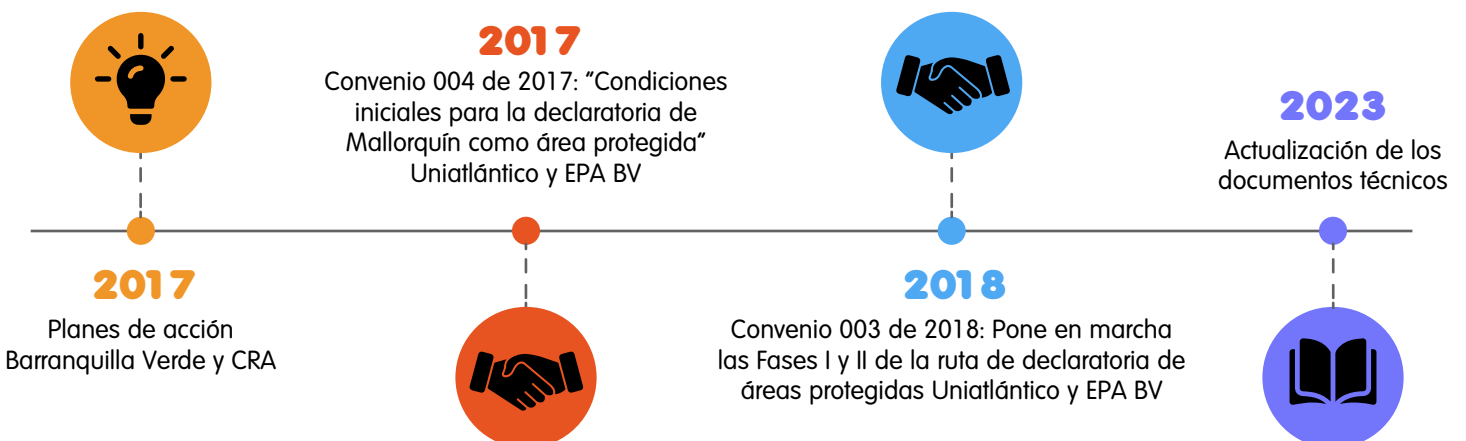 2017
Planes de acción
Barranquilla Verde y CRA
2017
Convenio 004 de 2017: "Condiciones
iniciales para la declaratoria de
Mallorquín como área protegida"
Uniatlántico y EPA BV
2018
Convenio 003 de 2018: Pone en marcha
las Fases I y II de la ruta de declaratoria de
áreas protegidas Uniatlántico y EPA BV
2023
Actualización de los
documentos técnicos